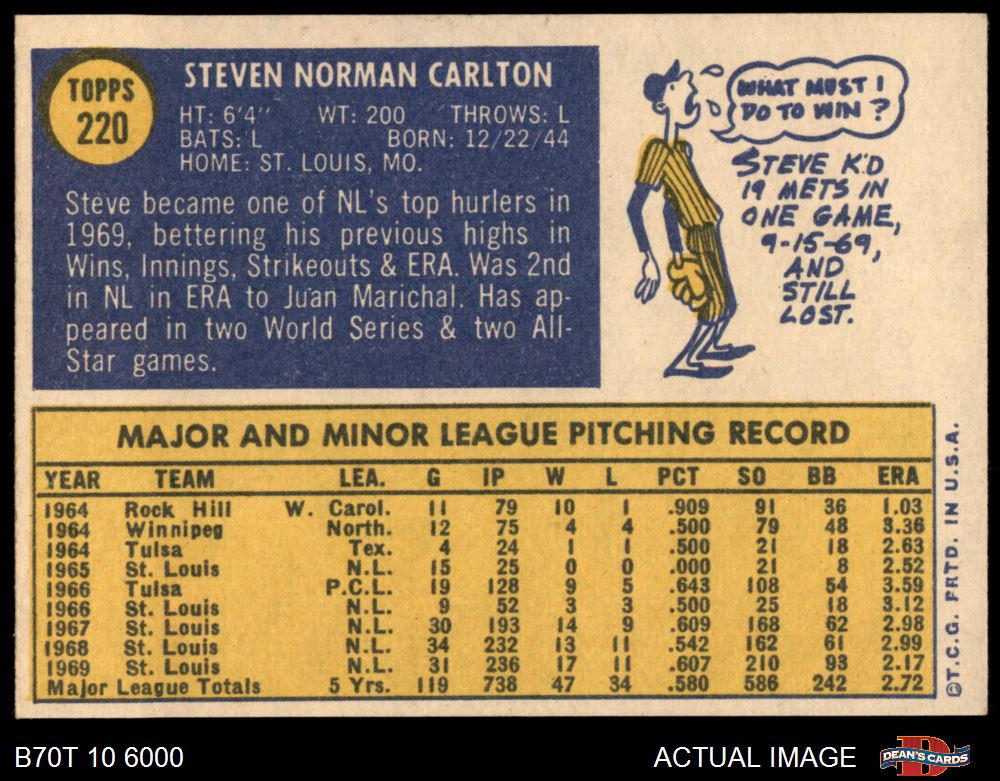 TOPPS
220
STEVEN NORMAN CARLTON
HT: 6'4" WT: 200 THROWS: L
BATS: L BORN: 12/22/44
HOME: ST. LOUIS, MO.
Steve became one of NL's top hurlers in
1969, bettering his previous highs in
Wins, Innings, Strikeouts & ERA. Was 2nd
in NL in ERA to Juan Marichal. Has ap-
peared in two World Series & two All-
Star games.
WHAT MUST I
DO TO WIN?
STEVE K'D
19 METS IN
ONE GAME,
9-15-69,
AND
STILL
LOST.
MAJOR AND MINOR LEAGUE PITCHING RECORD
YEAR TEAM LEA. G IP W L PCT SO BB ERA
1964 Rock Hill W. Carol. 11 79 10 1 .909 91 36 1.03
1964 Winnipeg North. 12 75 4 4 .500 79 48 3.36
1964 Tulsa Tex. 4 24 1 1 .500 21 18 2.63
1965 St. Louis N.L. 15 25 0 0 .000 21 8 2.52
1966 Tulsa P.C.L. 19 128 9 5 .643 108 54 3.59
1966 St. Louis N.L. 9 52 3 3 .500 25 18 3.12
1967 St. Louis N.L. 30 193 14 9 .609 168 62 2.98
1968 St. Louis N.L. 34 232 13 11 .542 162 61 2.99
1969 St. Louis N.L. 31 236 17 11 .607 210 93 2.17
Major League Totals 5 Yrs. 119 738 47 34 .580 586 242 2.72
©T.C.G. PRTD. IN U.S.A.
B70T 10 6000
ACTUAL IMAGE
DEAN'S CARDS